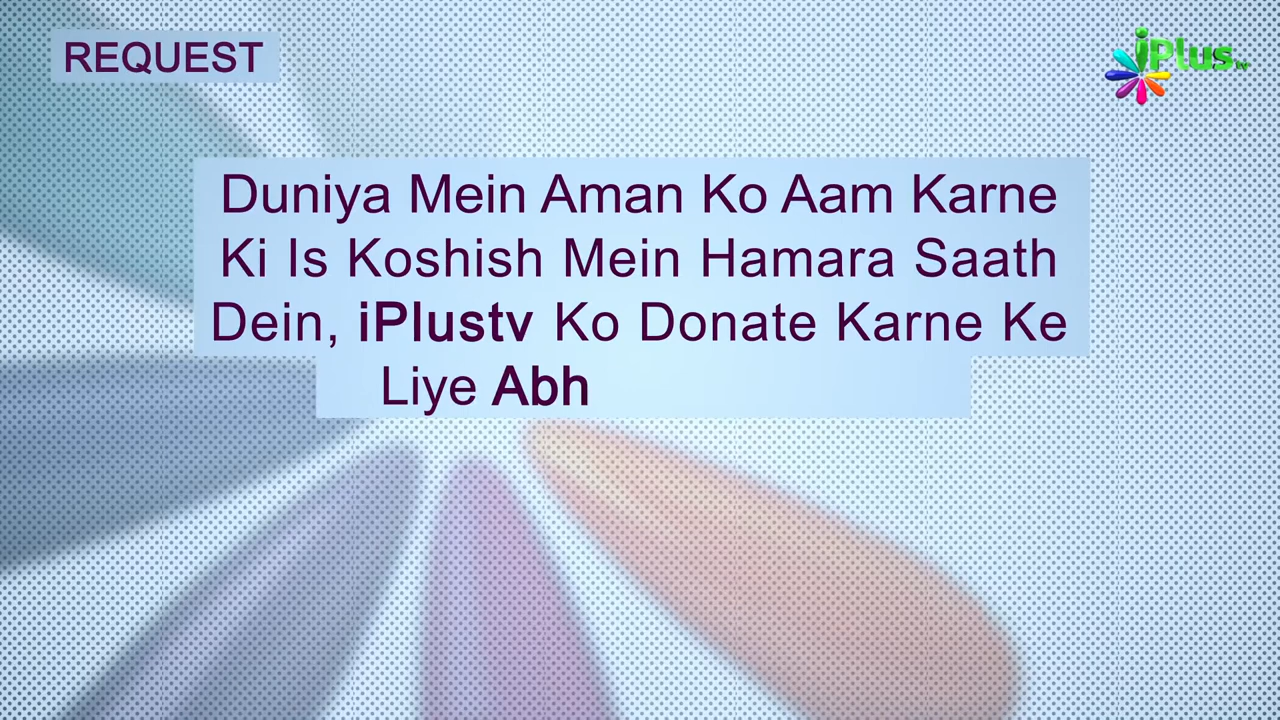 REQUEST
iPlus tv
Duniya Mein Aman Ko Aam Karne
Ki Is Koshish Mein Hamara Saath
Dein, iPlustv Ko Donate Karne Ke
Liye Abh